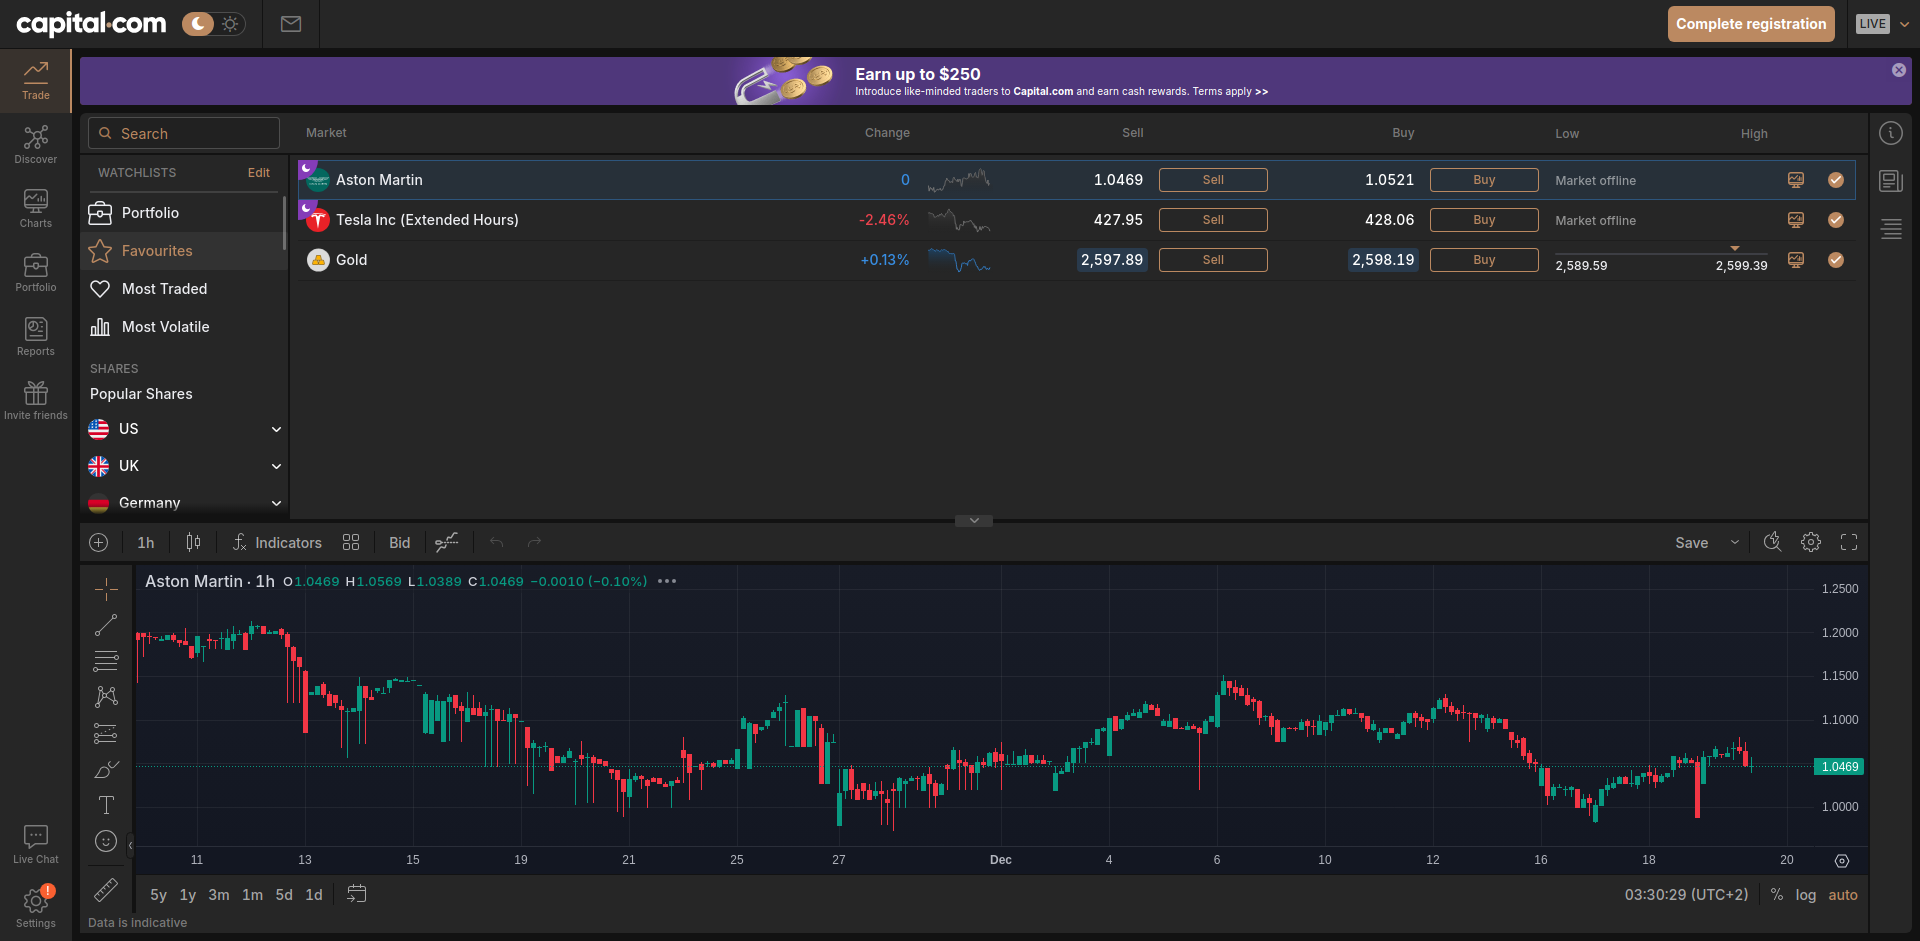 capital.com
Complete registration
LIVE
Earn up to $250
Introduce like-minded traders to Capital.com and earn cash rewards. Terms apply >>
Trade
Discover
Charts
Portfolio
Reports
Invite friends
Live Chat
!
Settings
Search
WATCHLISTS Edit
Portfolio
Favourites
Most Traded
Most Volatile
SHARES
Popular Shares
US
UK
Germany
Market Change Sell Buy Low High
Aston Martin 0 1.0469 Sell 1.0521 Buy Market offline
Tesla Inc (Extended Hours) -2.46% 427.95 Sell 428.06 Buy Market offline
Gold +0.13% 2,597.89 Sell 2,598.19 Buy 2,589.59 2,599.39
1h Indicators Bid Save
Aston Martin · 1h O1.0469 H1.0569 L1.0389 C1.0469 −0.0010 (−0.10%)
1.2500
1.2000
1.1500
1.1000
1.0469
1.0000
11 13 15 19 21 25 27 Dec 4 6 10 12 16 18 20
5y 1y 3m 1m 5d 1d 03:30:29 (UTC+2) % log auto
Data is indicative